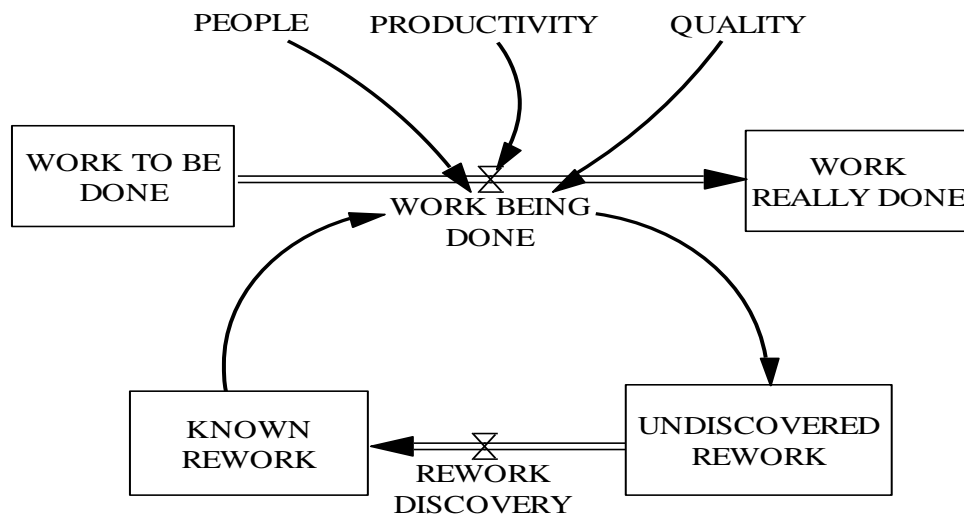 PEOPLE
PRODUCTIVITY
QUALITY
WORK TO BE
DONE
WORK
REALLY DONE
WORK BEING
DONE
KNOWN
REWORK
REWORK
DISCOVERY
UNDISCOVERED
REWORK